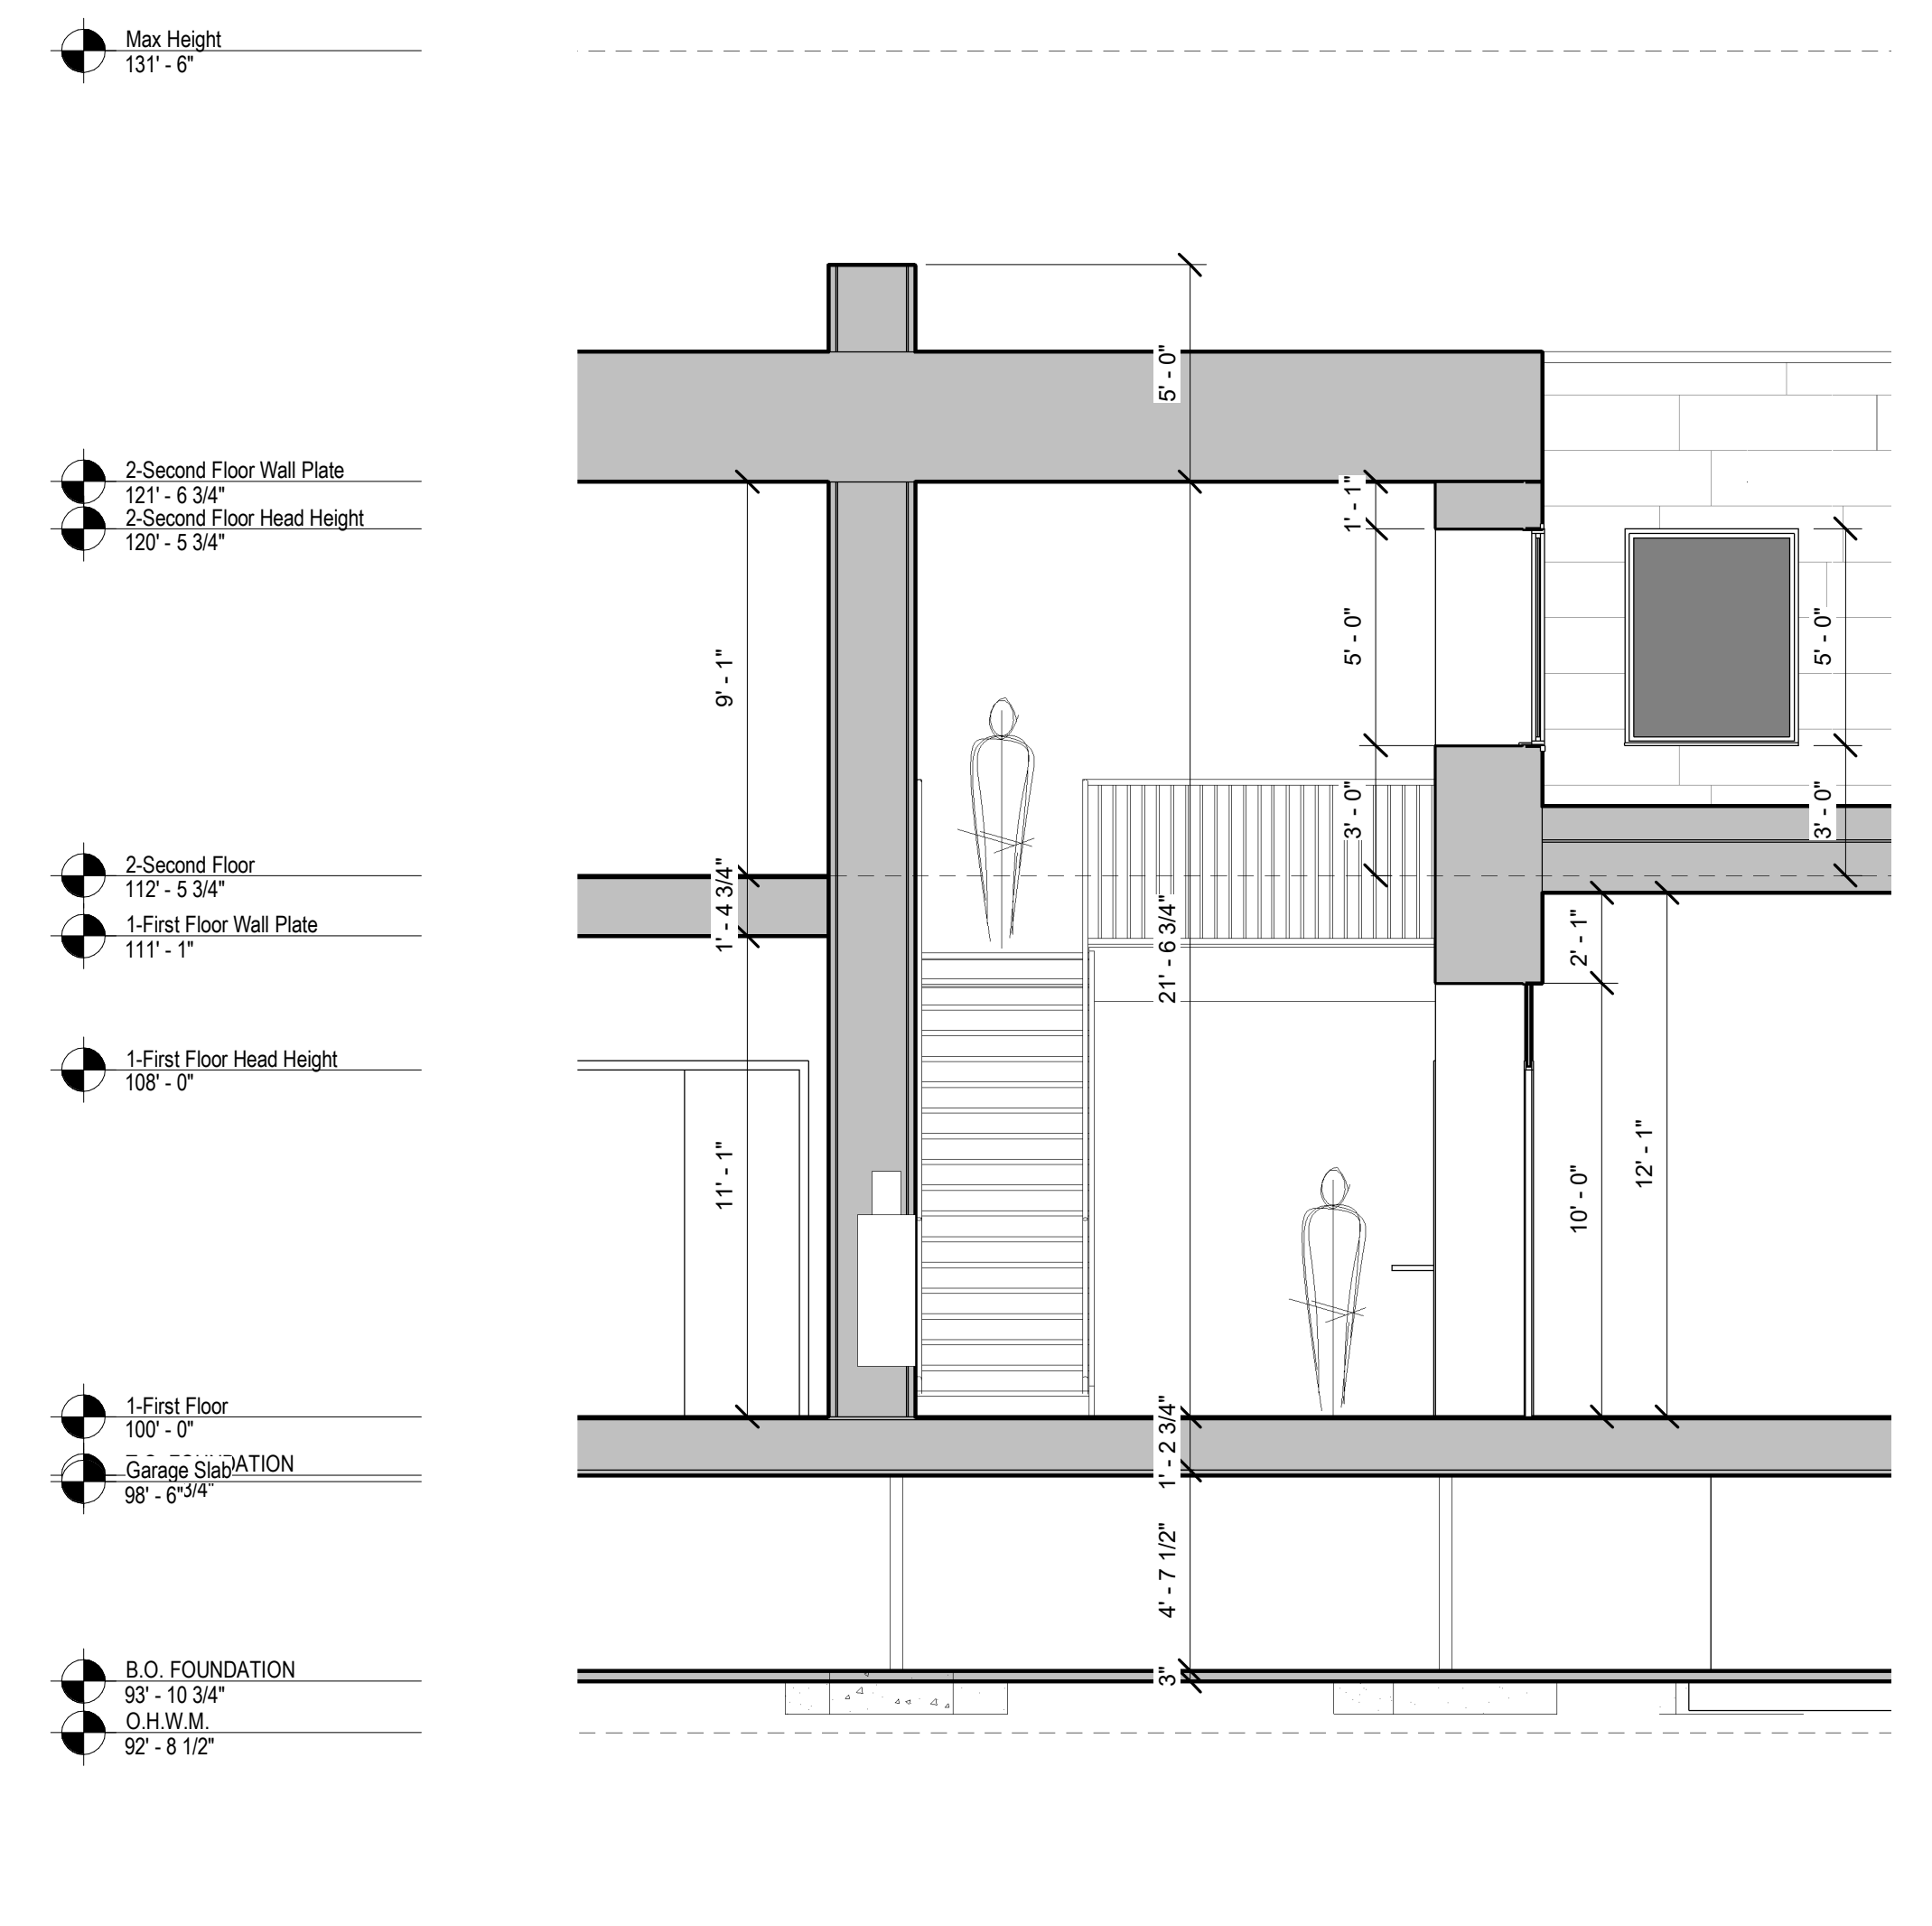 Max Height
131' - 6"
2-Second Floor Wall Plate
121' - 6 3/4"
2-Second Floor Head Height
120' - 5 3/4"
2-Second Floor
112' - 5 3/4"
1-First Floor Wall Plate
111' - 1"
1-First Floor Head Height
108' - 0"
1-First Floor
100' - 0"
Garage Slab
98' - 6"
3/4"
B.O. FOUNDATION
93' - 10 3/4"
O.H.W.M.
92' - 8 1/2"
9' - 1"
1' - 4 3/4"
11' - 1"
5' - 0"
21' - 6 3/4"
1' - 2 3/4"
4' - 7 1/2"
3"
1' - 1"
5' - 0"
3' - 0"
2' - 1"
10' - 0"
12' - 1"
5' - 0"
3' - 0"